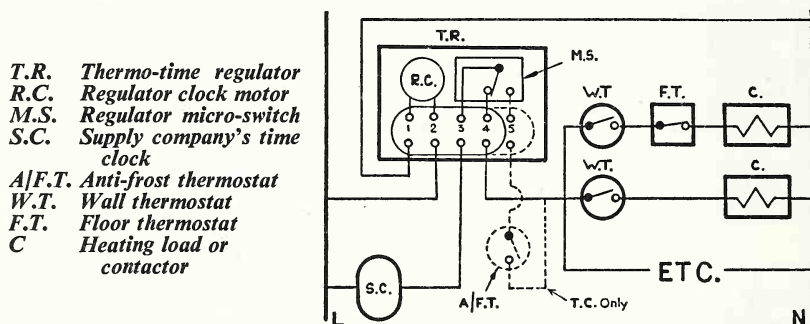 T.R. Thermo-time regulator
R.C. Regulator clock motor
M.S. Regulator micro-switch
S.C. Supply company's time
clock
A/F.T. Anti-frost thermostat
W.T. Wall thermostat
F.T. Floor thermostat
C Heating load or
contactor
T.R.
M.S.
R.C.
W.T
F.T.
C.
1 2 3 4 5
W.T.
C.
ETC.
S.C.
A/F.T.
T.C. Only
L
N